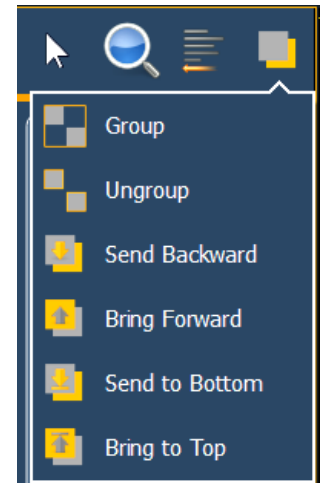 Group
Ungroup
Send Backward
Bring Forward
Send to Bottom
Bring to Top